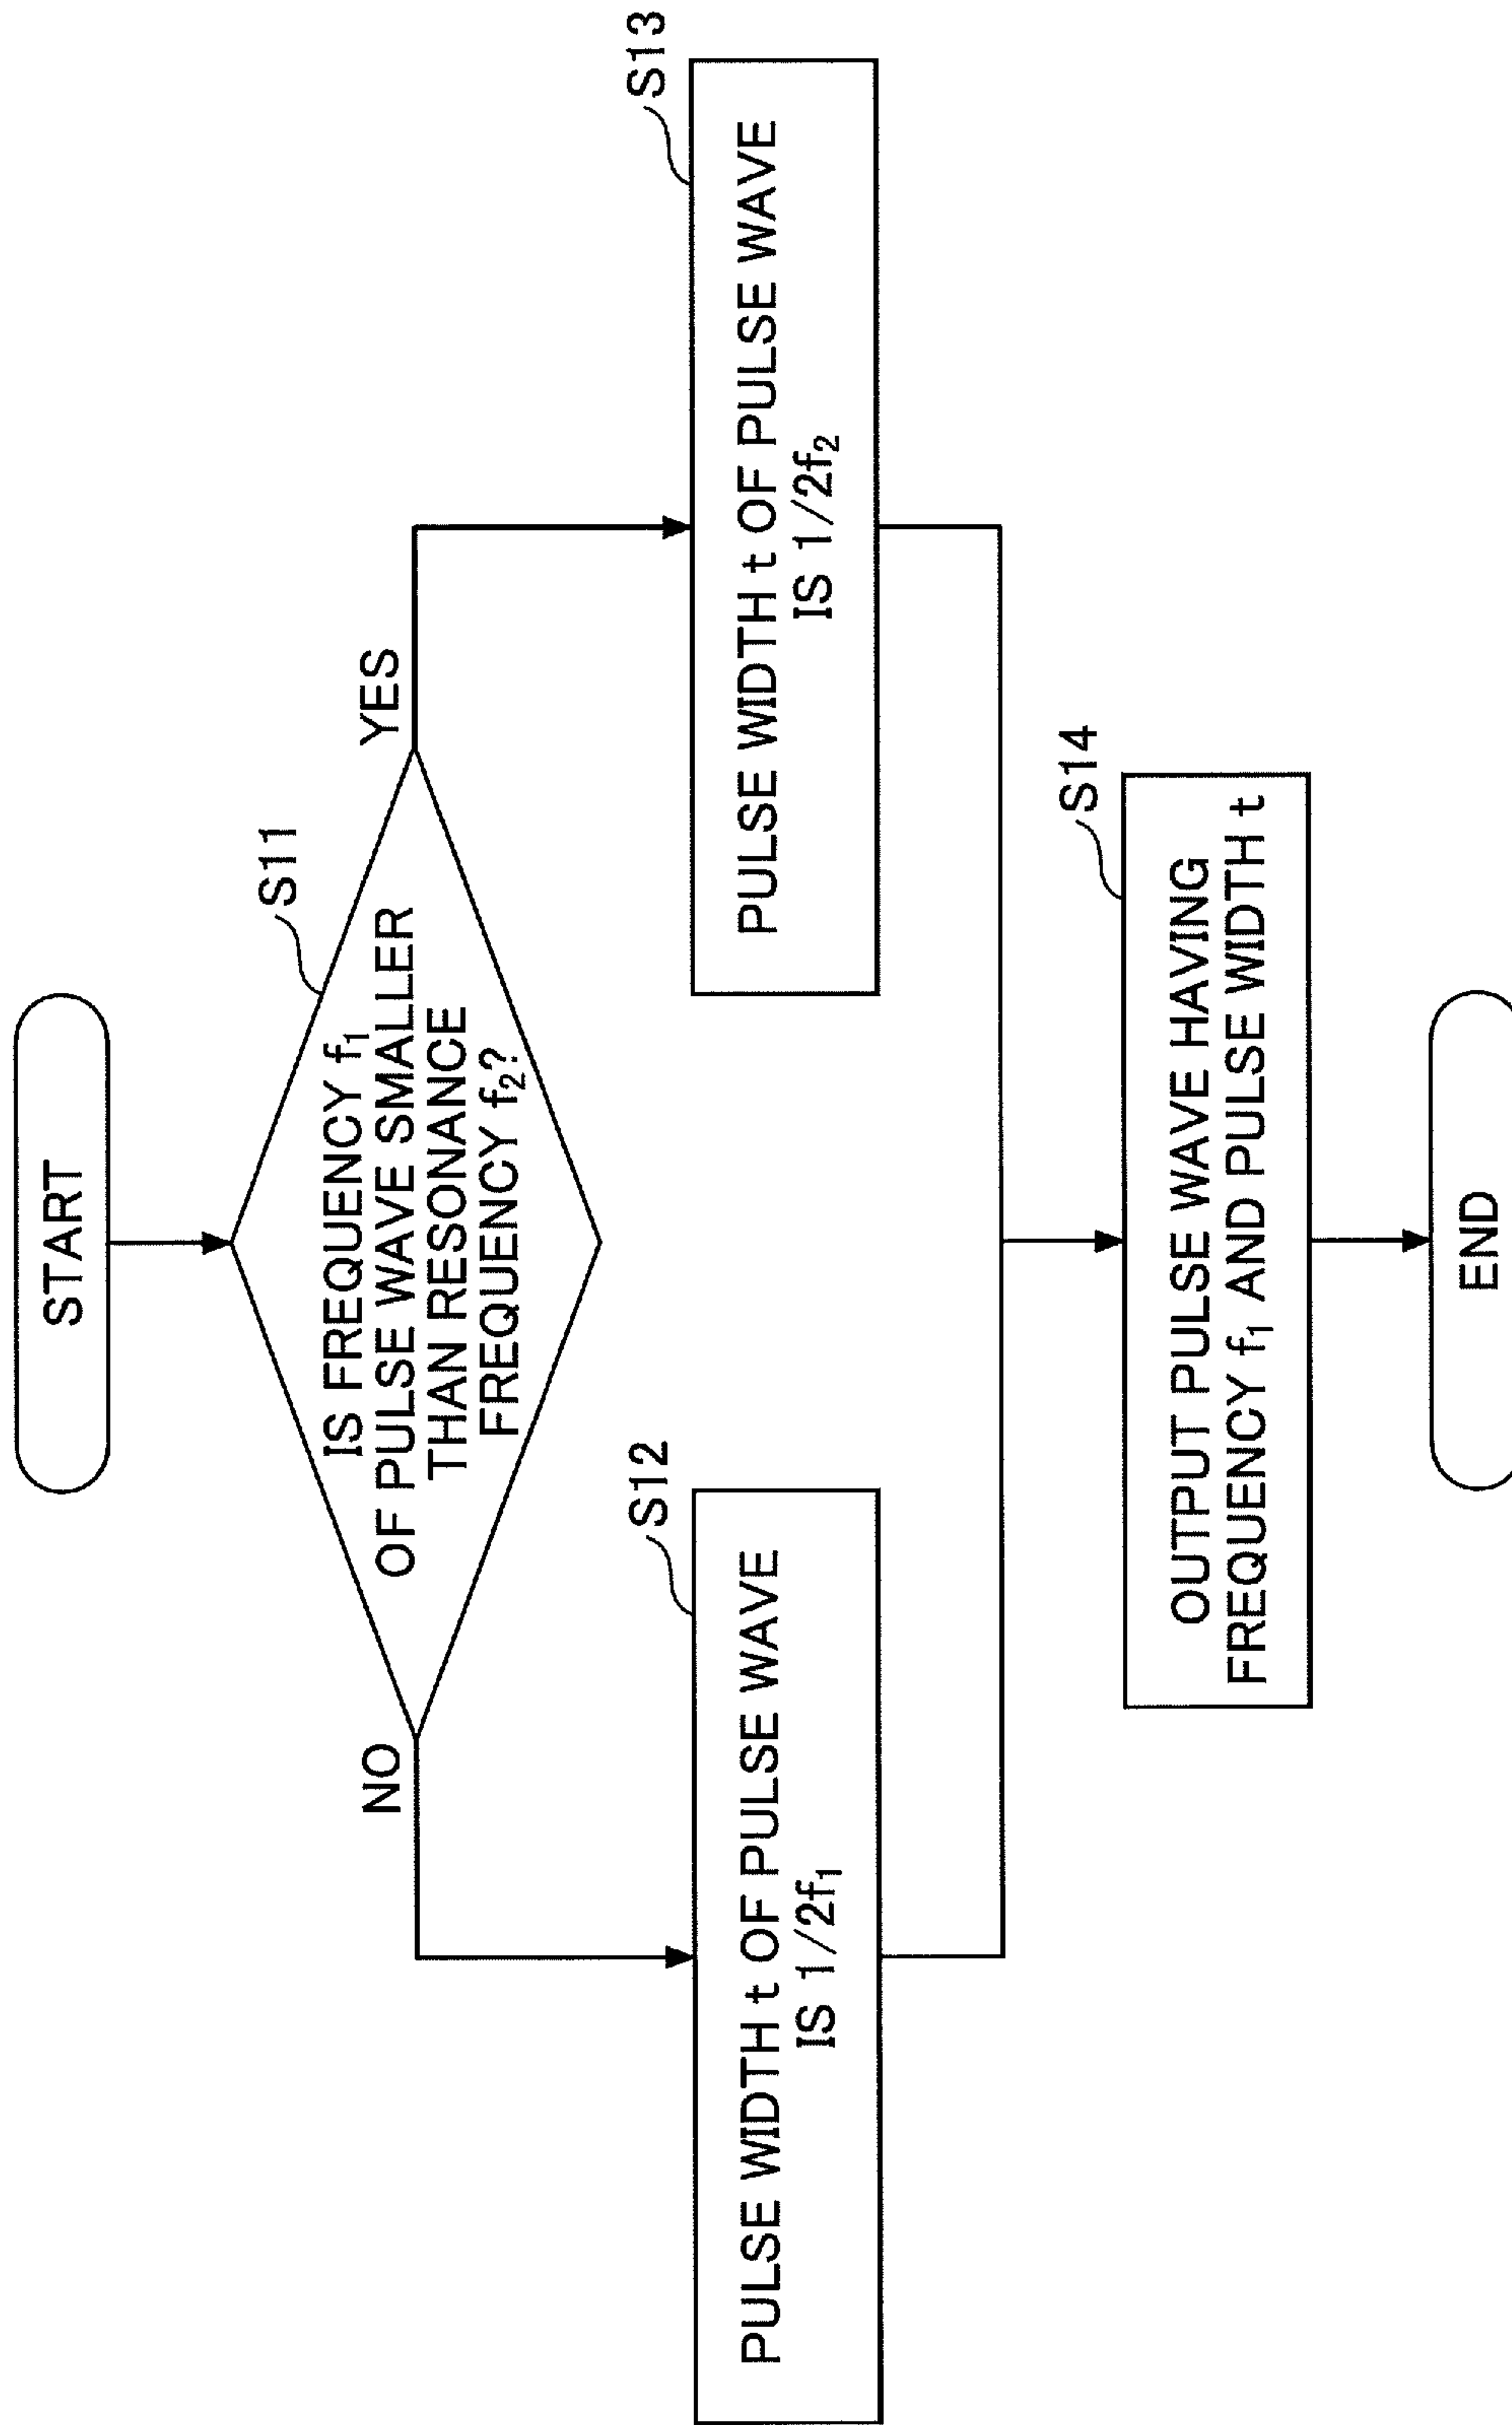 START
S11
IS FREQUENCY f₁
OF PULSE WAVE SMALLER
THAN RESONANCE
FREQUENCY f₂?
NO
YES
S12
PULSE WIDTH t OF PULSE WAVE
IS 1/2f₁
S13
PULSE WIDTH t OF PULSE WAVE
IS 1/2f₂
S14
OUTPUT PULSE WAVE HAVING
FREQUENCY f₁ AND PULSE WIDTH t
END